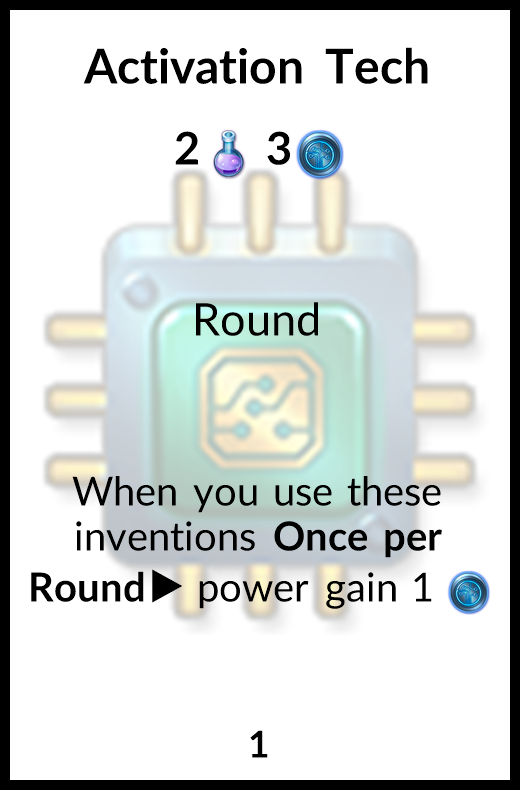 Activation Tech
2 3
Round
When you use these
inventions Once per
Round▶ power gain 1
1